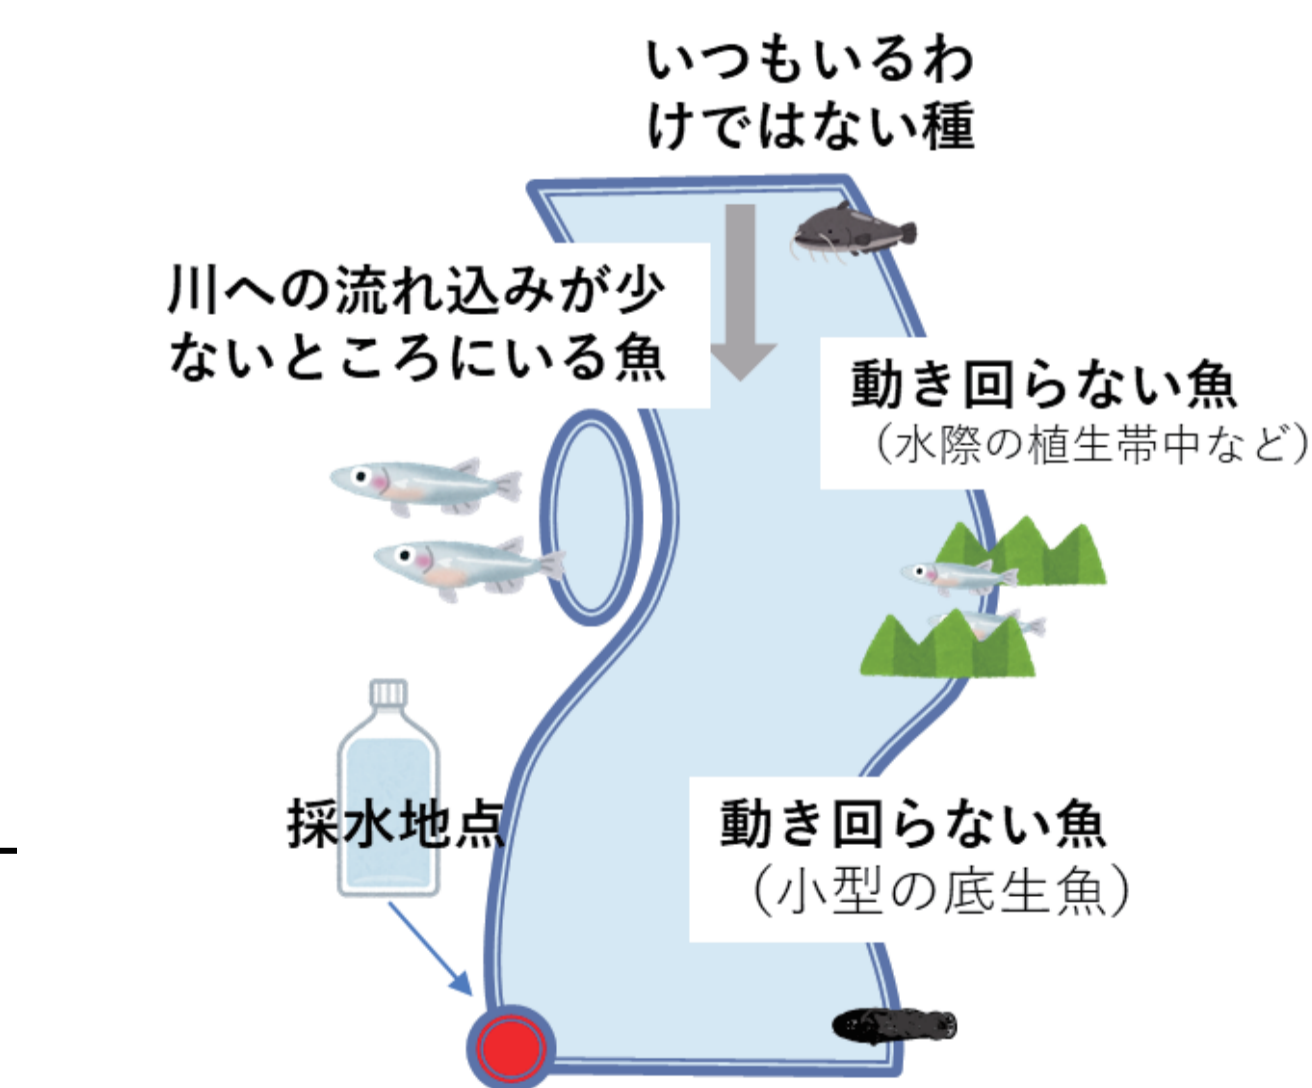 いつもいるわ
けではない種
川への流れ込みが少
ないところにいる魚
動き回らない魚
（水際の植生帯中など）
採水地点
動き回らない魚
（小型の底生魚）